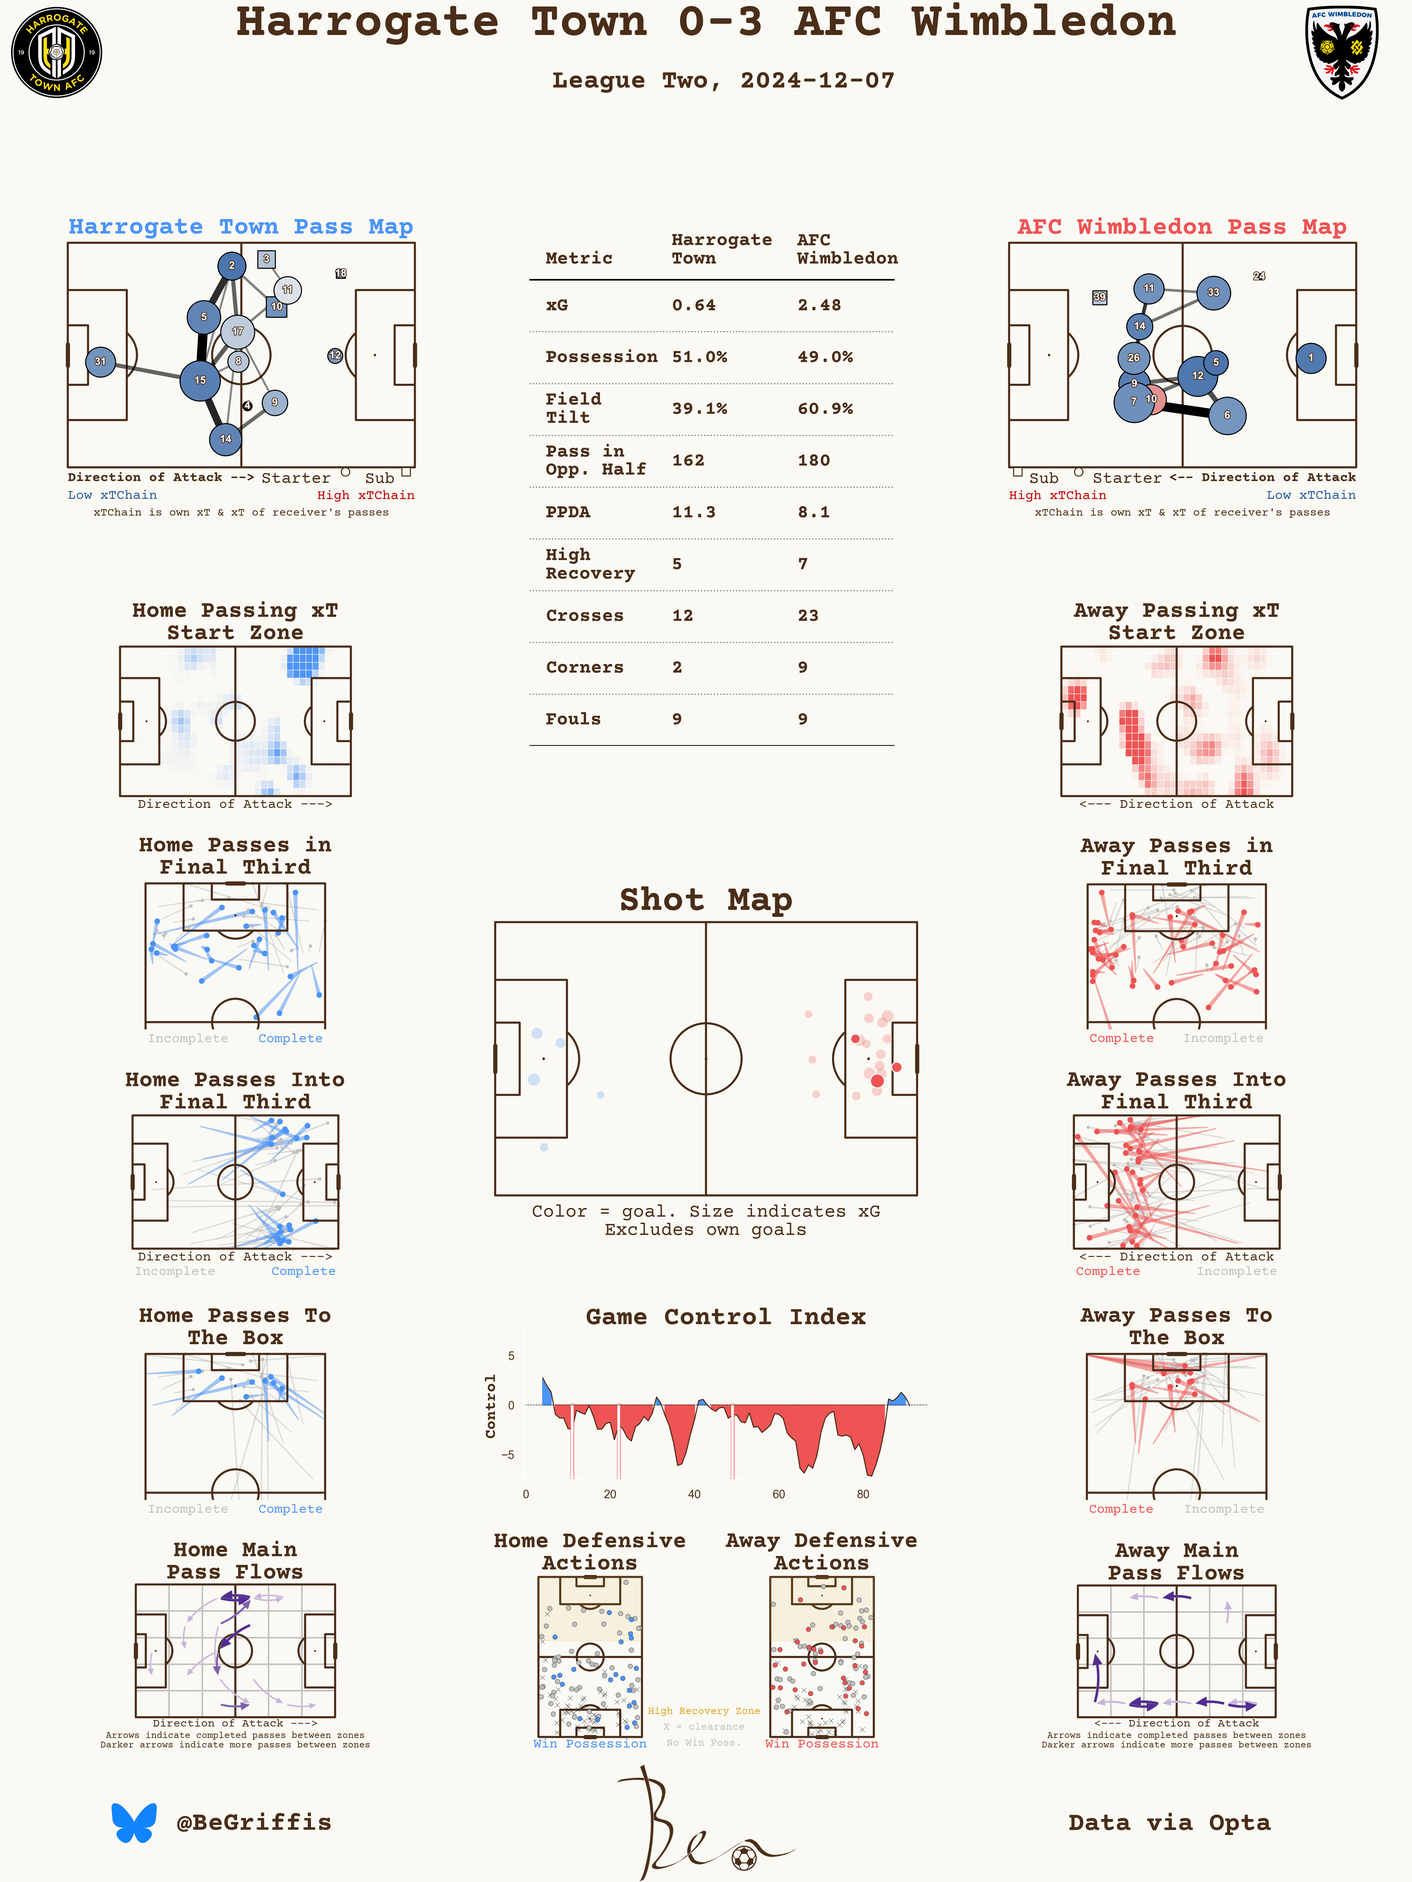 Harrogate Town 0-3 AFC Wimbledon
League Two, 2024-12-07
HARROGATE
19 19
TOWN AFC
AFC WIMBLEDON
Harrogate Town Pass Map
2
3
18
11
10
5
17
31
8
12
15
4
9
14
Direction of Attack --> Starter Sub
Low xTChain High xTChain
xTChain is own xT & xT of receiver's passes
Metric Harrogate Town AFC Wimbledon
xG 0.64 2.48
Possession 51.0% 49.0%
Field Tilt 39.1% 60.9%
Pass in Opp. Half 162 180
PPDA 11.3 8.1
High Recovery 5 7
Crosses 12 23
Corners 2 9
Fouls 9 9
AFC Wimbledon Pass Map
24
39
11
33
14
26
5
1
9
12
7
10
6
Sub Starter <-- Direction of Attack
High xTChain Low xTChain
xTChain is own xT & xT of receiver's passes
Home Passing xT
Start Zone
Direction of Attack --->
Away Passing xT
Start Zone
<--- Direction of Attack
Home Passes in
Final Third
Incomplete Complete
Shot Map
Color = goal. Size indicates xG
Excludes own goals
Away Passes in
Final Third
Complete Incomplete
Home Passes Into
Final Third
Direction of Attack --->
Incomplete Complete
Away Passes Into
Final Third
<--- Direction of Attack
Complete Incomplete
Home Passes To
The Box
Incomplete Complete
Game Control Index
Control
5
0
−5
0 20 40 60 80
Away Passes To
The Box
Complete Incomplete
Home Main
Pass Flows
Direction of Attack --->
Arrows indicate completed passes between zones
Darker arrows indicate more passes between zones
Home Defensive
Actions
Win Possession
High Recovery Zone
X = clearance
No Win Poss.
Away Defensive
Actions
Win Possession
Away Main
Pass Flows
<--- Direction of Attack
Arrows indicate completed passes between zones
Darker arrows indicate more passes between zones
@BeGriffis
Ben
Data via Opta